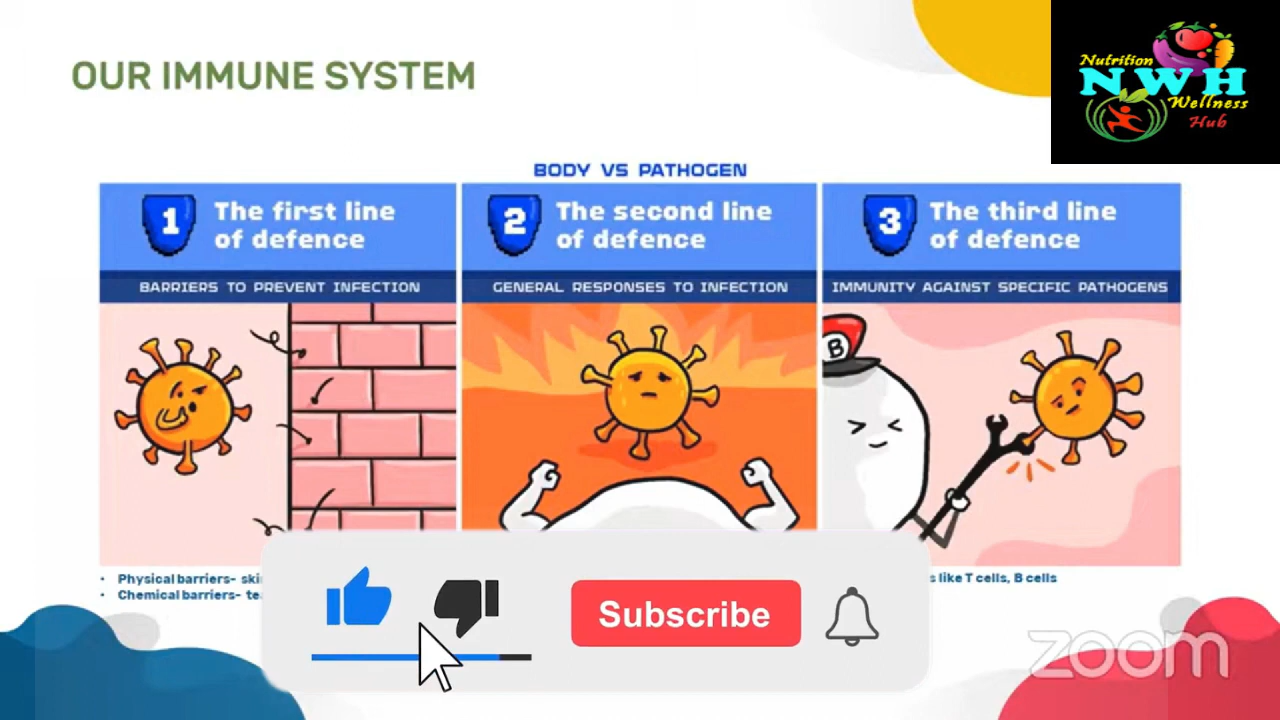 OUR IMMUNE SYSTEM
Nutrition
NWH
Wellness
Hub
BODY VS PATHOGEN
1 The first line
of defence
BARRIERS TO PREVENT INFECTION
2 The second line
of defence
GENERAL RESPONSES TO INFECTION
3 The third line
of defence
IMMUNITY AGAINST SPECIFIC PATHOGENS
B
• Physical barriers-
• Chemical barriers-
like T cells, B cells
Subscribe
zoom